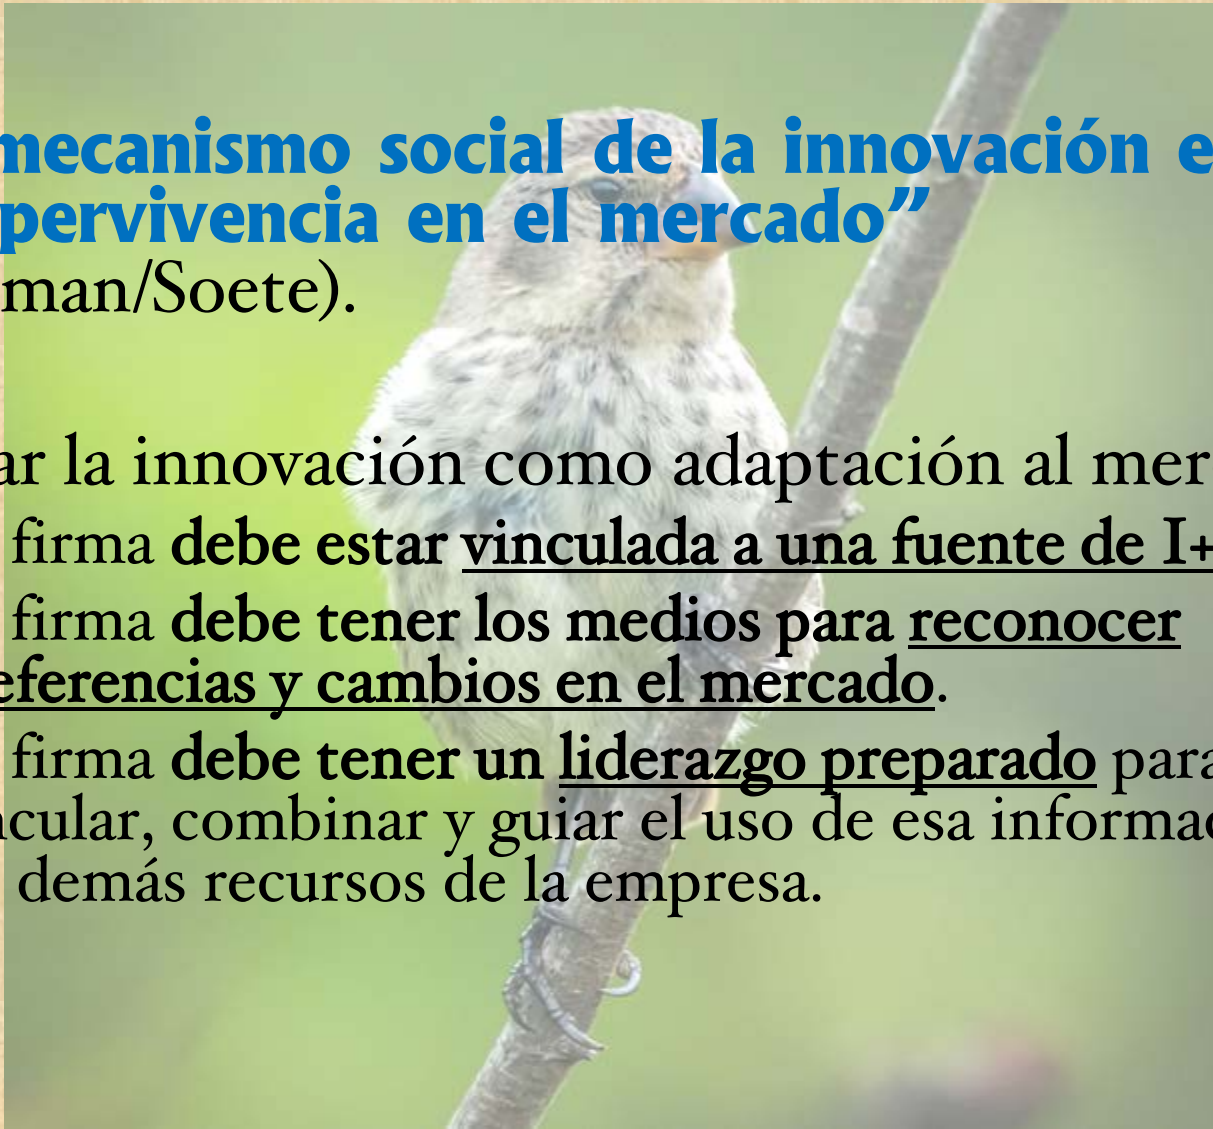 mecanismo social de la innovación e
pervivencia en el mercado”
man/Soete).
ar la innovación como adaptación al mer
firma debe estar vinculada a una fuente de I+
firma debe tener los medios para reconocer
eferencias y cambios en el mercado.
firma debe tener un liderazgo preparado para
ncular, combinar y guiar el uso de esa informac
demás recursos de la empresa.